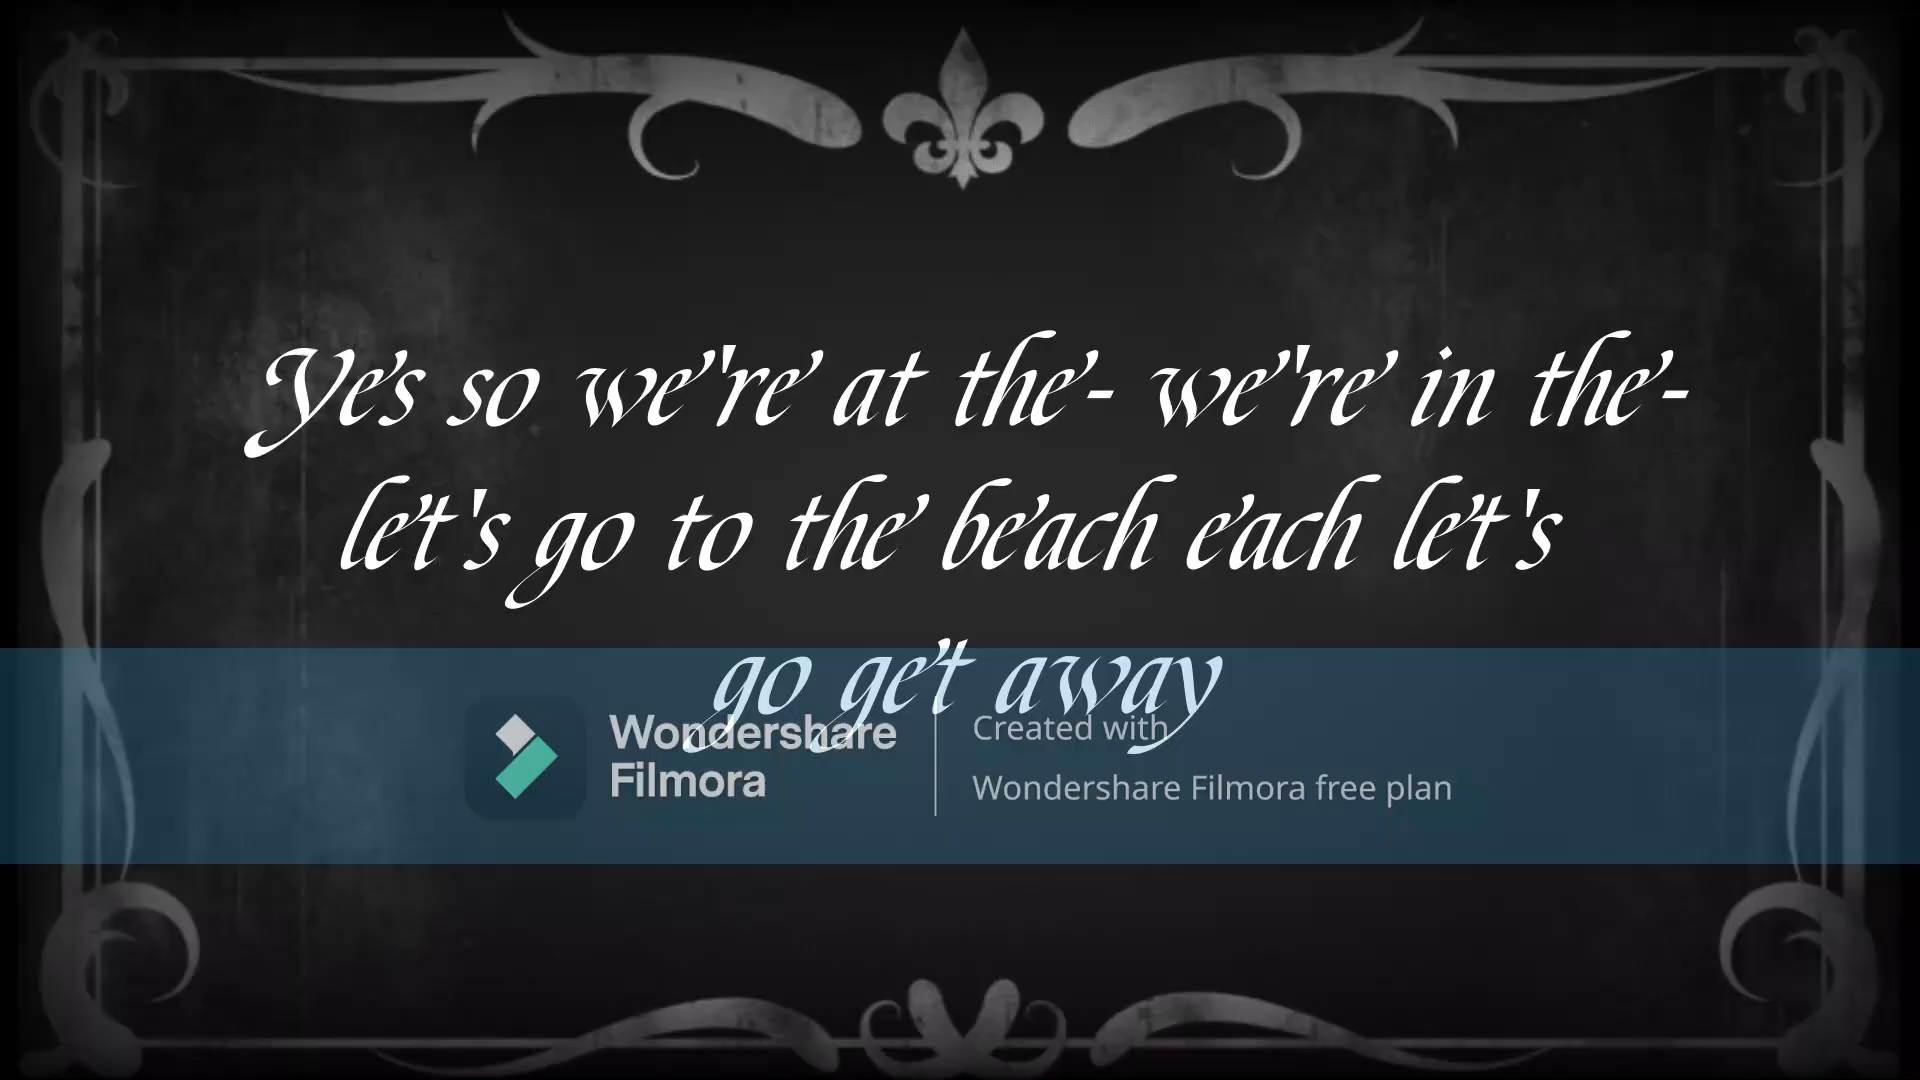 Yes so we're at the- we're in the-
let's go to the beach each let's
go get away
Wondershare
Filmora
Created with
Wondershare Filmora free plan